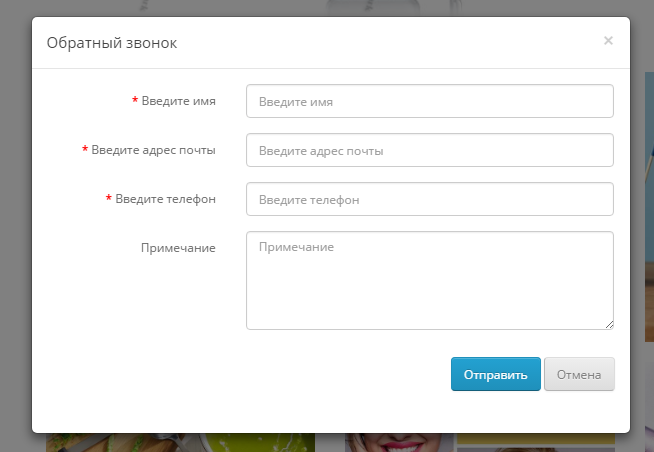 Обратный звонок ×
* Введите имя Введите имя
* Введите адрес почты Введите адрес почты
* Введите телефон Введите телефон
Примечание Примечание
Отправить Отмена